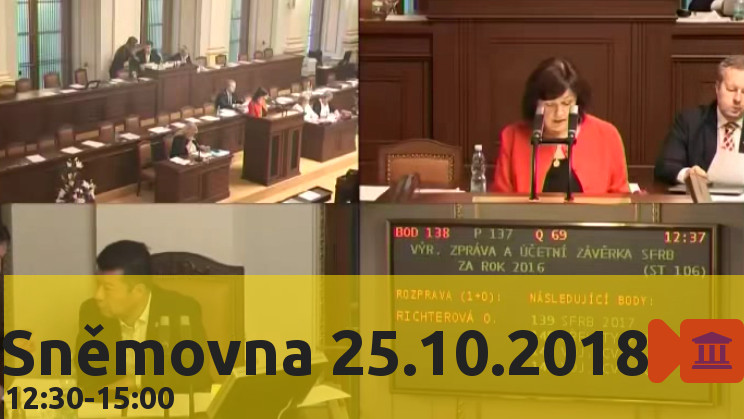 BOD 138 P 137 Q 69 12:37
VÝR. ZPRÁVA A ÚČETNÍ ZÁVĚRKA SFRB
ZA ROK 2016 (ST 106)
ROZPRAVA (1+0): NÁSLEDUJÍCÍ BODY:
RICHTEROVÁ O. 139 SFRB 2017
Sněmovna 25.10.2018
12:30-15:00